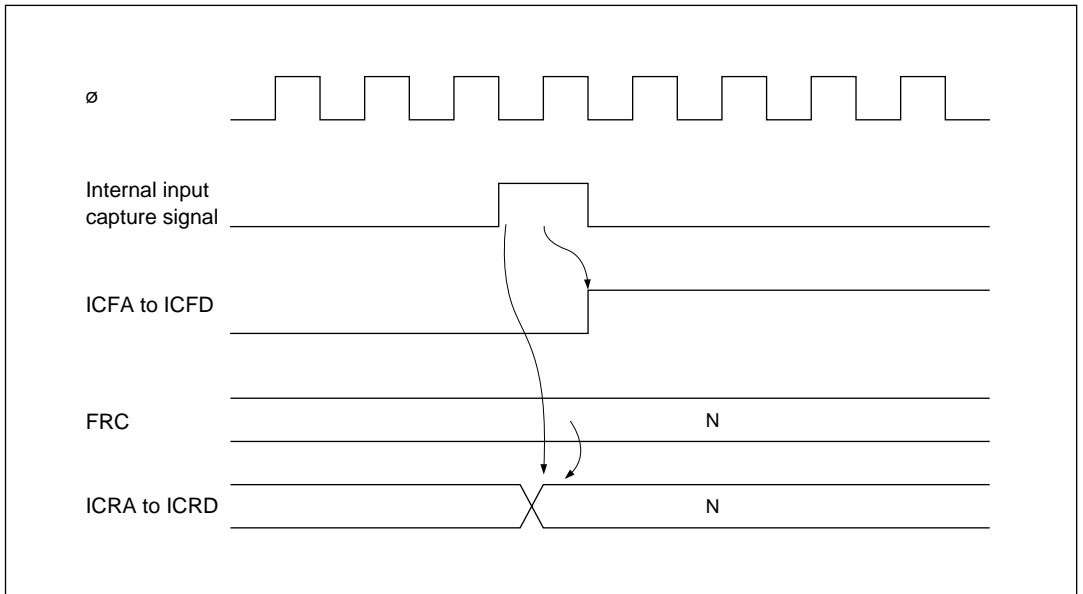 ø
Internal input
capture signal
ICFA to ICFD
FRC
N
ICRA to ICRD
N